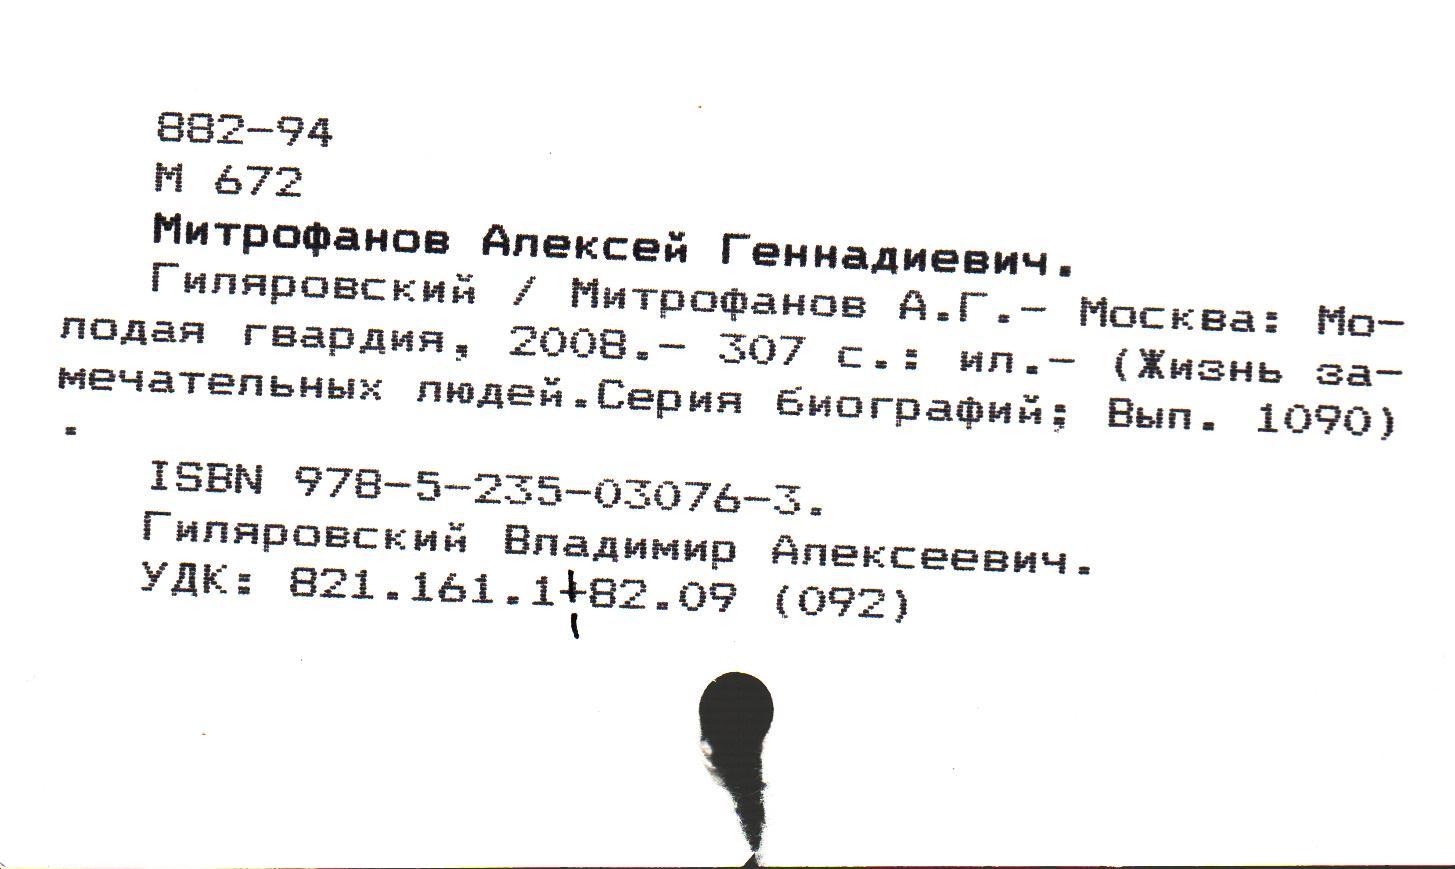 882-94
М 672
Митрофанов Алексей Геннадиевич.
Гиляровский / Митрофанов А.Г.- Москва: Мо-
лодая гвардия, 2008.- 307 с.: ил.- (Жизнь за-
мечательных людей.Серия биографий; Вып. 1090)
.
ISBN 978-5-235-03076-3.
Гиляровский Владимир Алексеевич.
УДК: 821.161.1+82.09 (092)